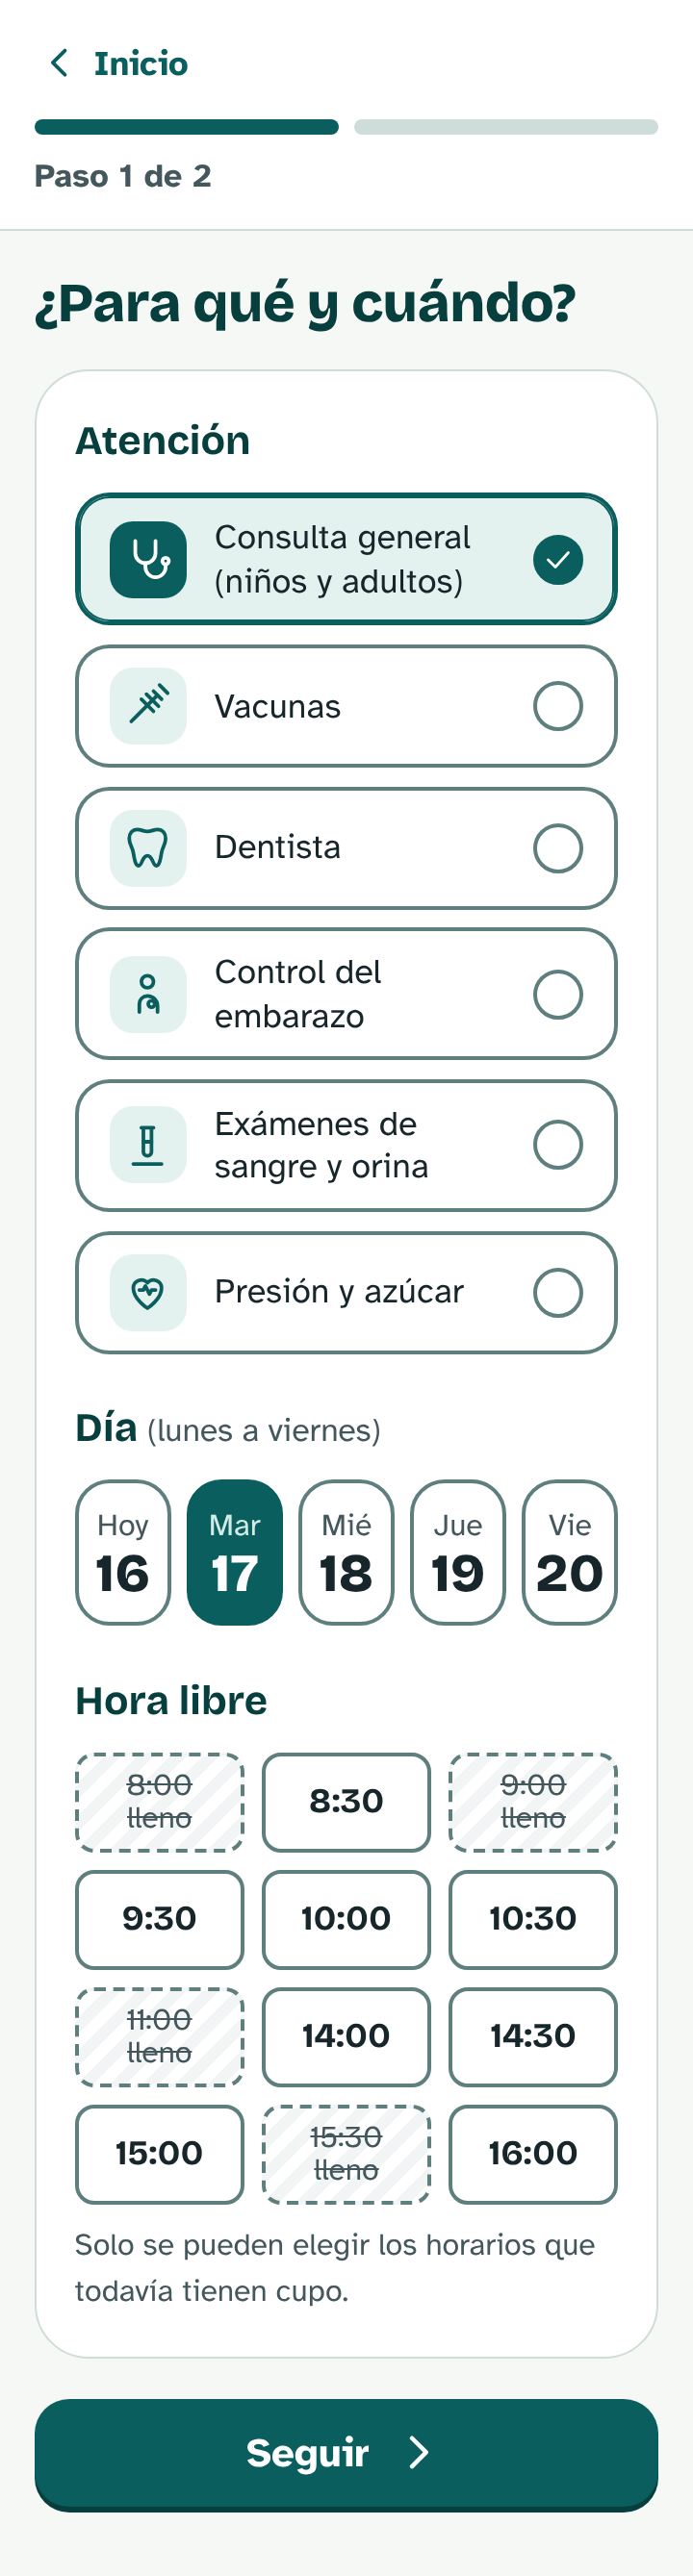 Inicio
Paso 1 de 2
¿Para qué y cuándo?
Atención
Consulta general
(niños y adultos)
Vacunas
Dentista
Control del
embarazo
Exámenes de
sangre y orina
Presión y azúcar
Día (lunes a viernes)
Hoy Mar Mié Jue Vie
16 17 18 19 20
Hora libre
8:00 lleno
8:30
9:00 lleno
9:30
10:00
10:30
11:00 lleno
14:00
14:30
15:00
15:30 lleno
16:00
Solo se pueden elegir los horarios que
todavía tienen cupo.
Seguir